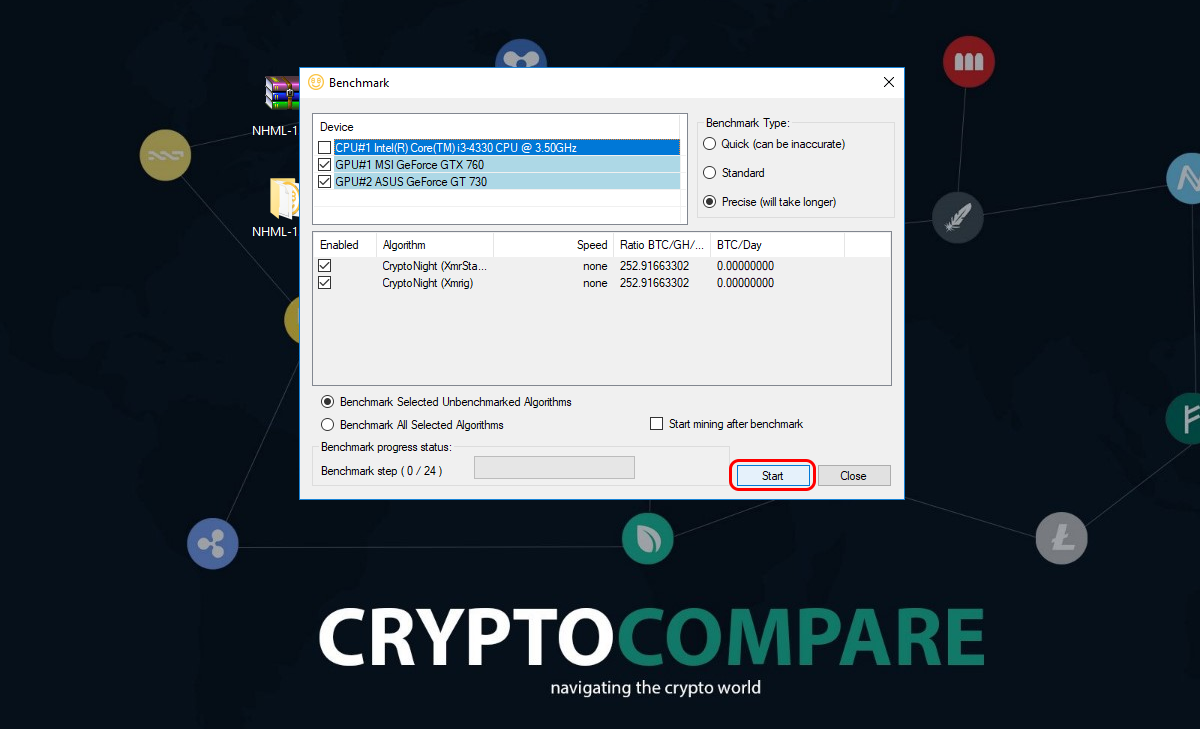 Benchmark
NHML-1
NHML-1
Device
CPU#1 Intel(R) Core(TM) i3-4330 CPU @ 3.50GHz
GPU#1 MSI GeForce GTX 760
GPU#2 ASUS GeForce GT 730
Benchmark Type:
Quick (can be inaccurate)
Standard
Precise (will take longer)
Enabled Algorithm Speed Ratio BTC/GH/... BTC/Day
CryptoNight (XmrSta... none 252.91663302 0.00000000
CryptoNight (Xmrig) none 252.91663302 0.00000000
Benchmark Selected Unbenchmarked Algorithms
Benchmark All Selected Algorithms
Start mining after benchmark
Benchmark progress status:
Benchmark step ( 0 / 24 )
Start
Close
CRYPTOCOMPARE
navigating the crypto world